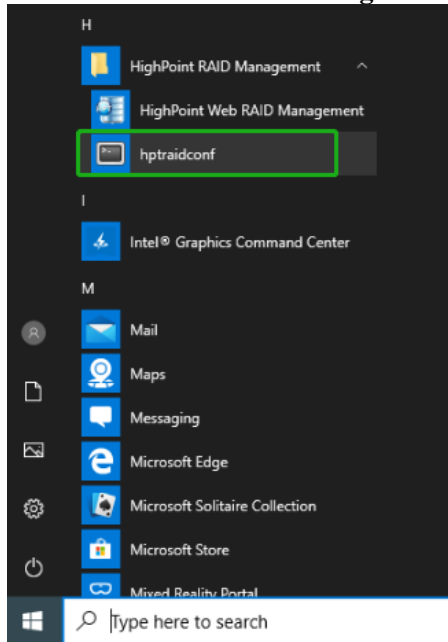 H
HighPoint RAID Management
HighPoint Web RAID Management
hptraidconf
I
Intel® Graphics Command Center
M
Mail
Maps
Messaging
Microsoft Edge
Microsoft Solitaire Collection
Microsoft Store
Mixed Reality Portal
Type here to search